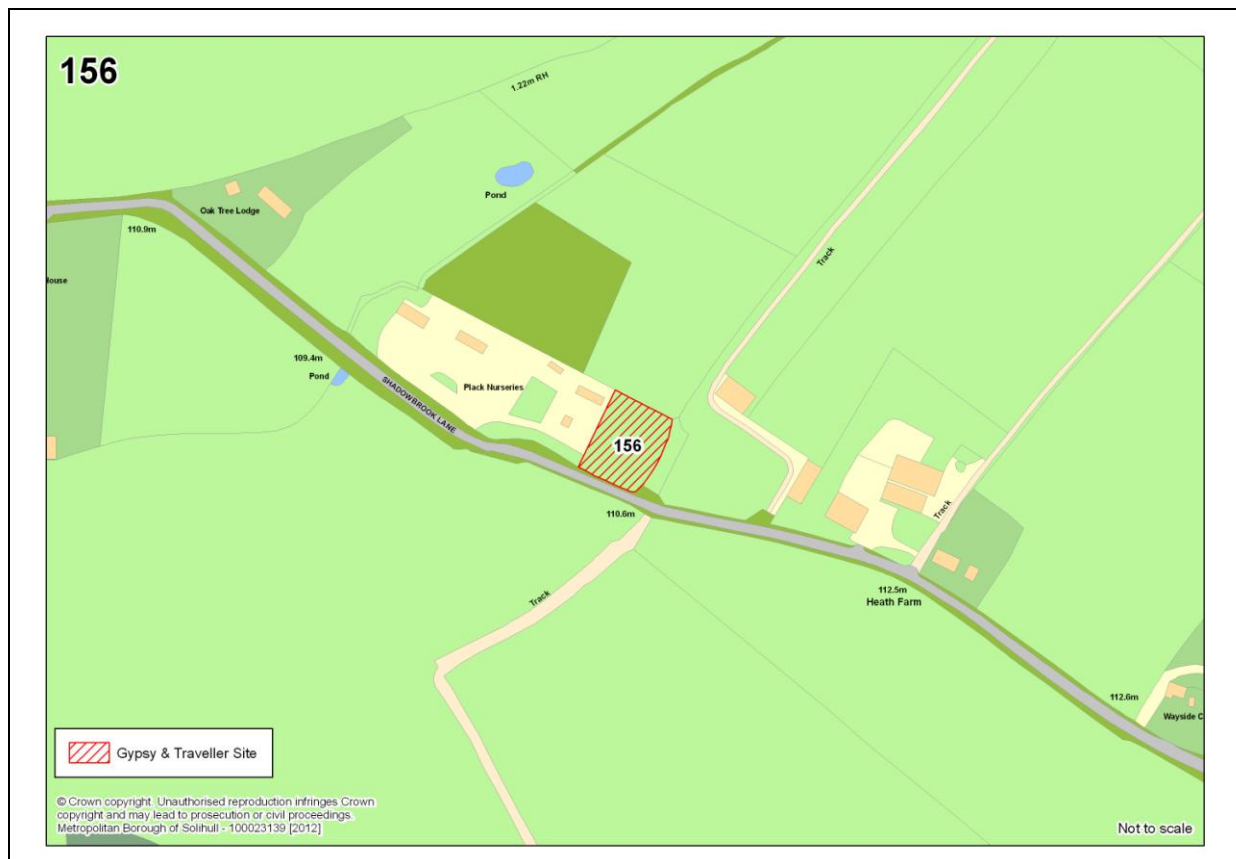 156
1.22m RH
Pond
Oak Tree Lodge
110.9m
Track
House
109.4m
Pond
SHADOWBROOK LANE
Plack Nurseries
156
110.6m
Track
Track
112.5m
Heath Farm
112.6m
Wayside C
Gypsy & Traveller Site
© Crown copyright. Unauthorised reproduction infringes Crown
copyright and may lead to prosecution or civil proceedings.
Metropolitan Borough of Solihull - 100023139 [2012]
Not to scale